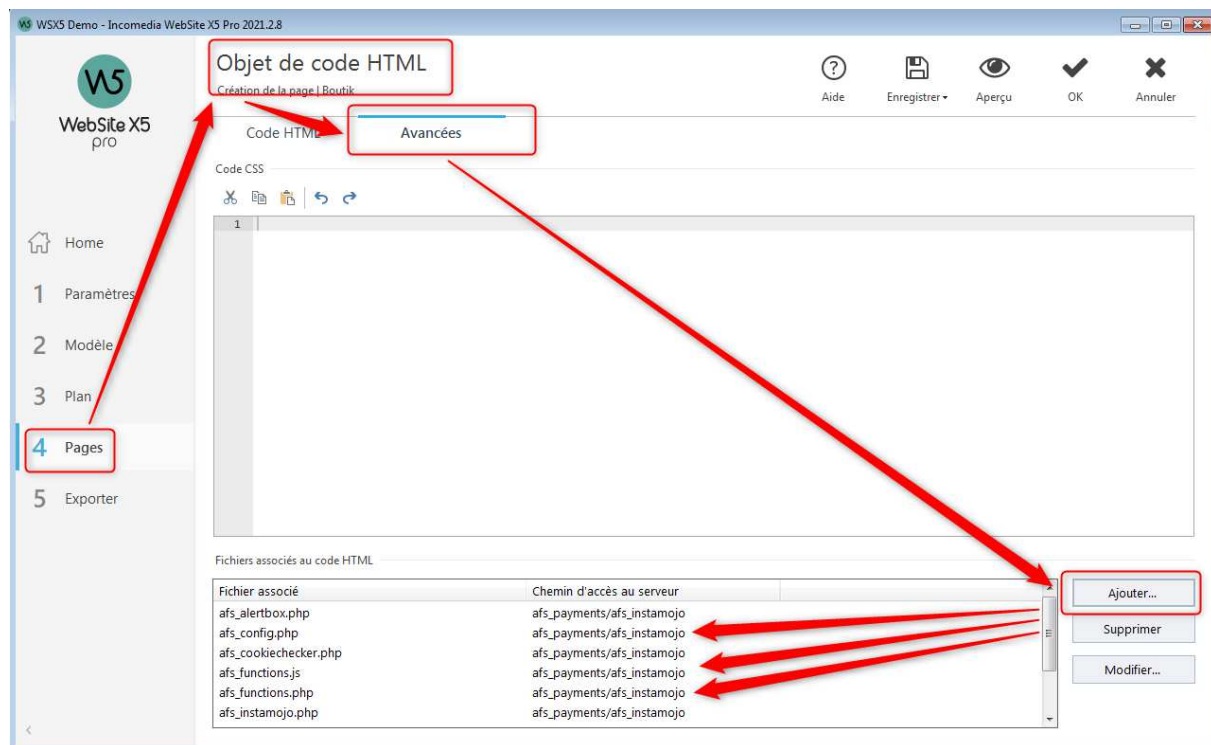 WSX5 Demo - Incomedia WebSite X5 Pro 2021.2.8
WebSite X5
pro
Objet de code HTML
Création de la page | Boutik
Aide
Enregistrer
Aperçu
OK
Annuler
Code HTML
Avancées
Code CSS
1
Home
1 Paramètres
2 Modèle
3 Plan
4 Pages
5 Exporter
Fichiers associés au code HTML
Fichier associé Chemin d'accès au serveur
afs_alertbox.php afs_payments/afs_instamojo
afs_config.php afs_payments/afs_instamojo
afs_cookiechecker.php afs_payments/afs_instamojo
afs_functions.js afs_payments/afs_instamojo
afs_functions.php afs_payments/afs_instamojo
afs_instamojo.php afs_payments/afs_instamojo
Ajouter...
Supprimer
Modifier...